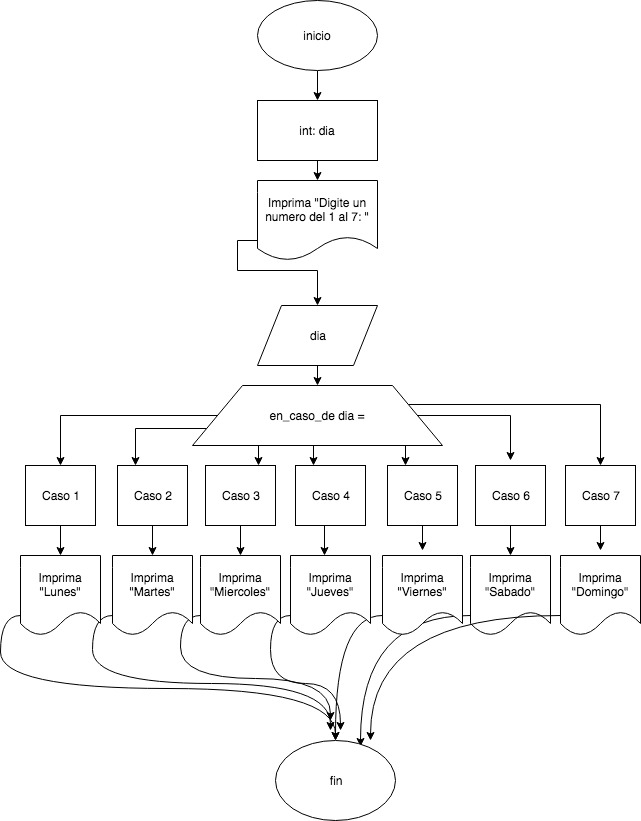 inicio
int: dia
Imprima "Digite un
numero del 1 al 7: "
dia
en_caso_de dia =
Caso 1
Caso 2
Caso 3
Caso 4
Caso 5
Caso 6
Caso 7
Imprima
"Lunes"
Imprima
"Martes"
Imprima
"Miercoles"
Imprima
"Jueves"
Imprima
"Viernes"
Imprima
"Sabado"
Imprima
"Domingo"
fin